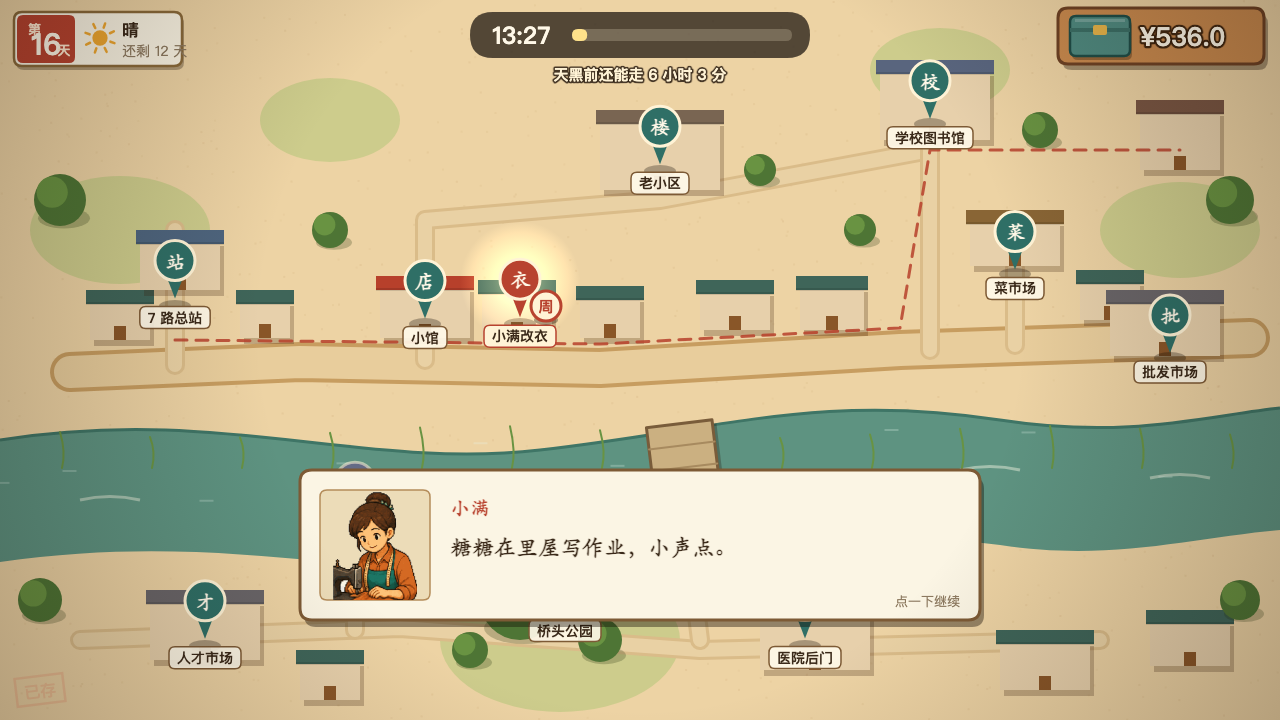 第
16天
晴
还剩 12 天
13:27
天黑前还能走 6 小时 3 分
¥536.0
校
学校图书馆
楼
老小区
站
7 路总站
店
小馆
衣
周
小满改衣
菜
菜市场
批
批发市场
小满
糖糖在里屋写作业，小声点。
点一下继续
才
人才市场
桥头公园
医院后门
已存